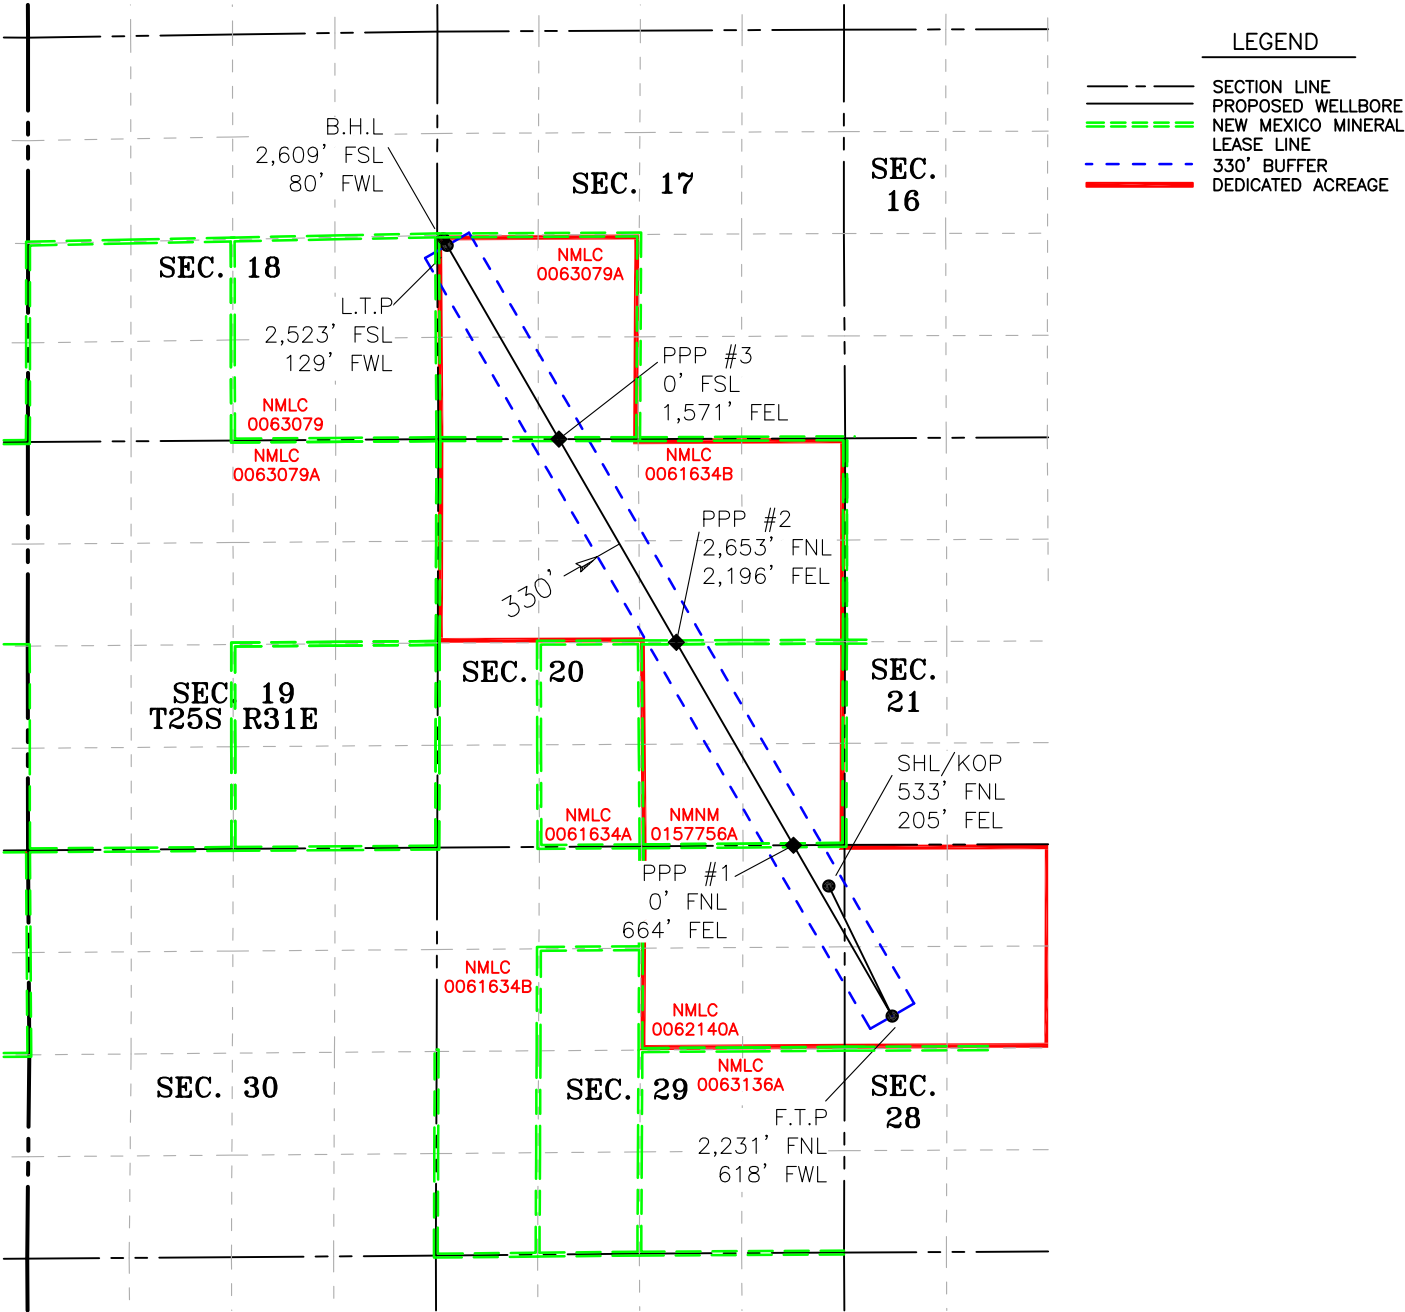 LEGEND
SECTION LINE
PROPOSED WELLBORE
NEW MEXICO MINERAL
LEASE LINE
330' BUFFER
DEDICATED ACREAGE
B.H.L
2,609' FSL
80' FWL
SEC. 17
SEC.
16
SEC. 18
NMLC
0063079A
L.T.P
2,523' FSL
129' FWL
PPP #3
0' FSL
1,571' FEL
NMLC
0063079
NMLC
0063079A
NMLC
0061634B
PPP #2
2,653' FNL
2,196' FEL
330'
SEC. 20
SEC.
21
SEC. 19
T25S R31E
SHL/KOP
533' FNL
205' FEL
NMLC
0061634A
NMNM
0157756A
PPP #1
0' FNL
664' FEL
NMLC
0061634B
NMLC
0062140A
NMLC
0063136A
SEC. 30
SEC. 29
SEC.
28
F.T.P
2,231' FNL
618' FWL